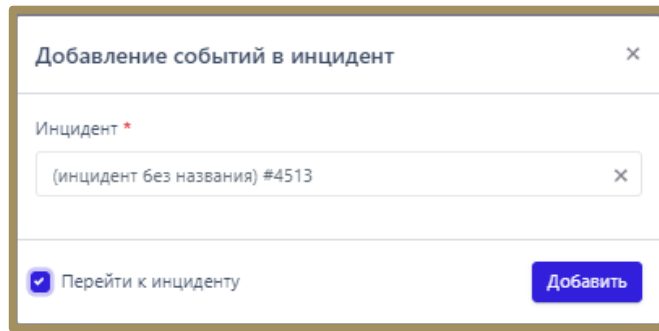 Добавление событий в инцидент
Инцидент *
(инцидент без названия) #4513
Перейти к инциденту
Добавить